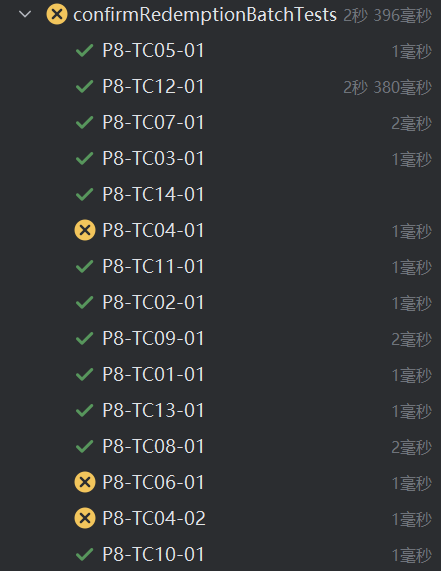 confirmRedemptionBatchTests 2秒 396毫秒
P8-TC05-01 1毫秒
P8-TC12-01 2秒 380毫秒
P8-TC07-01 2毫秒
P8-TC03-01 1毫秒
P8-TC14-01
P8-TC04-01 1毫秒
P8-TC11-01 1毫秒
P8-TC02-01 1毫秒
P8-TC09-01 2毫秒
P8-TC01-01 1毫秒
P8-TC13-01 1毫秒
P8-TC08-01 2毫秒
P8-TC06-01 1毫秒
P8-TC04-02 1毫秒
P8-TC10-01 1毫秒